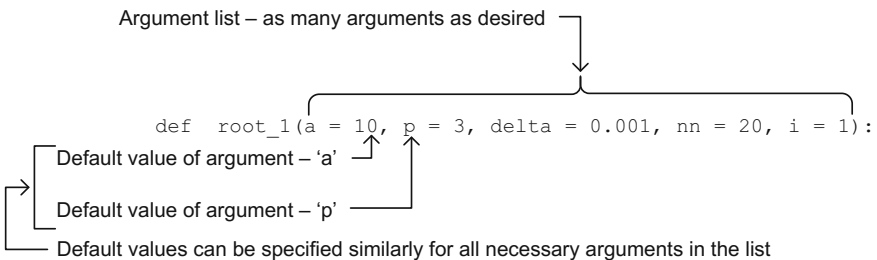 Argument list – as many arguments as desired
def root_1(a = 10, p = 3, delta = 0.001, nn = 20, i = 1):
Default value of argument – ‘a’
Default value of argument – ‘p’
Default values can be specified similarly for all necessary arguments in the list